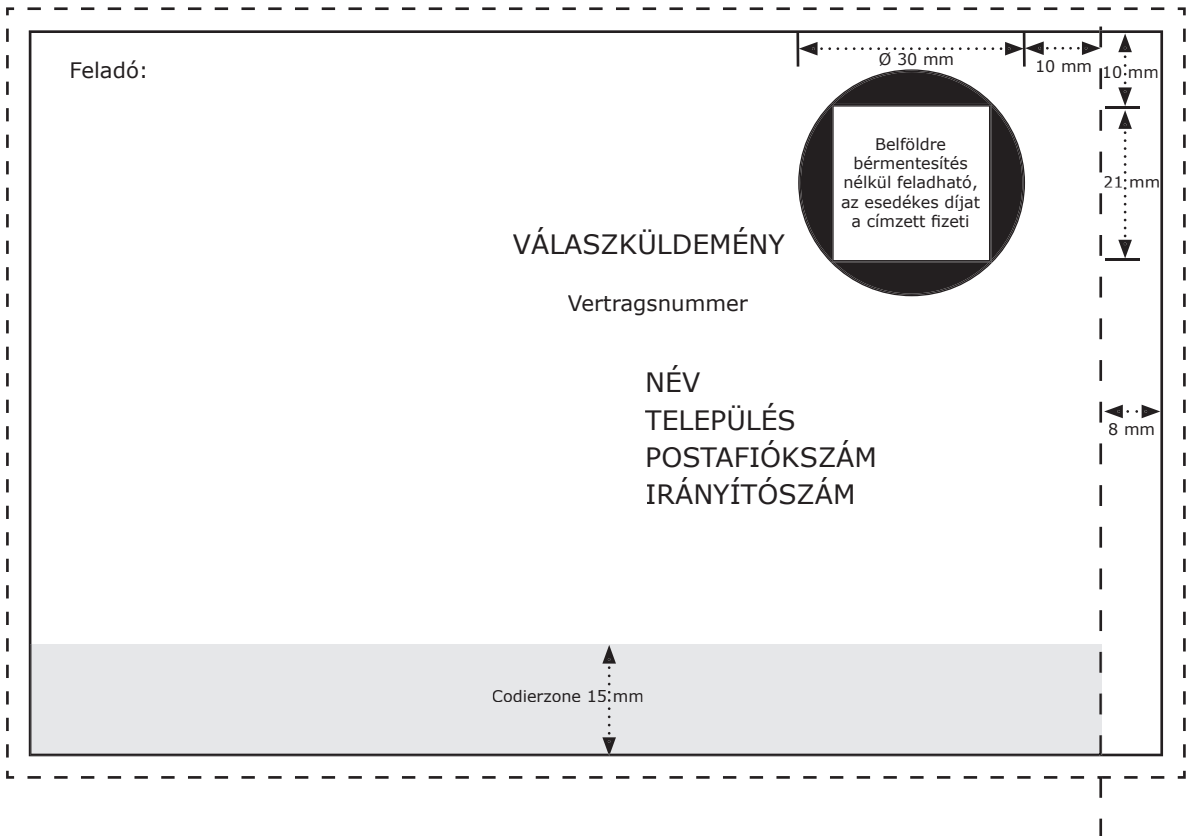 Feladó:
Ø 30 mm
10 mm
10 mm
Belföldre
bérmentesítés
nélkül feladható,
az esedékes díjat
a címzett fizeti
21 mm
VÁLASZKÜLDEMÉNY
Vertragsnummer
NÉV
TELEPÜLÉS
POSTAFIÓKSZÁM
IRÁNYÍTÓSZÁM
8 mm
Codierzone 15 mm